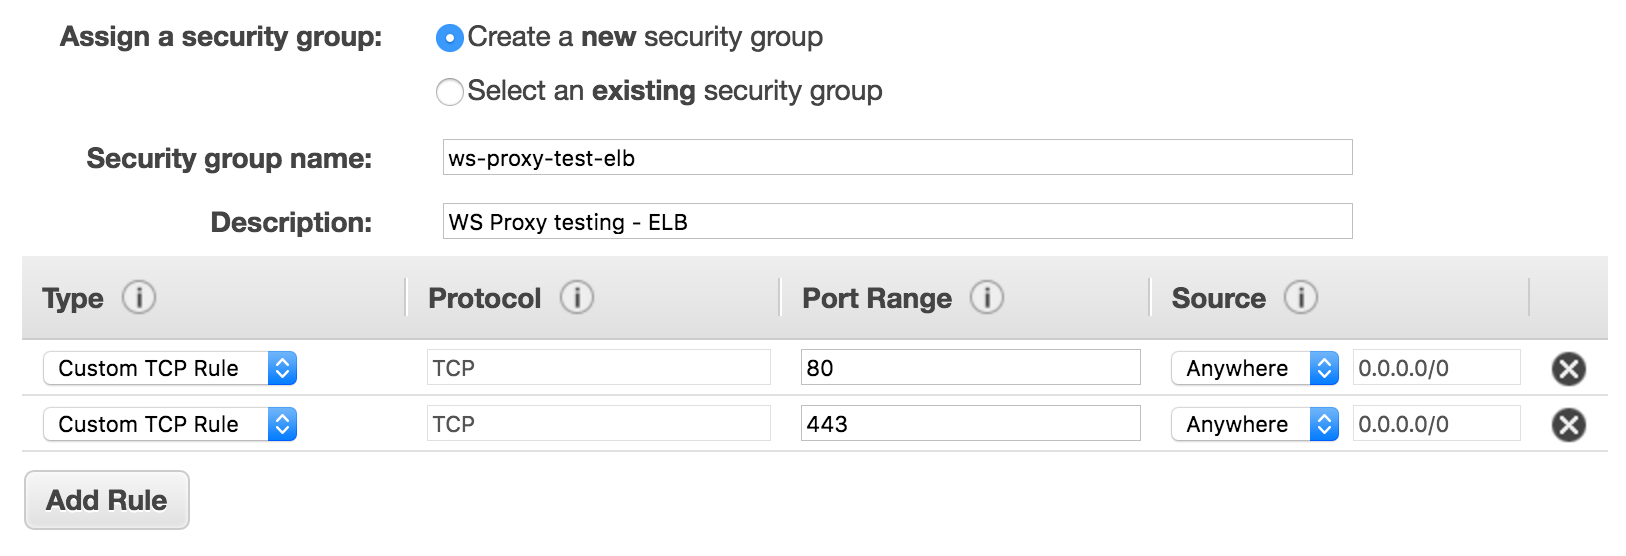 Assign a security group: Create a new security group
Select an existing security group
Security group name: ws-proxy-test-elb
Description: WS Proxy testing - ELB
Type i Protocol i Port Range i Source i
Custom TCP Rule TCP 80 Anywhere 0.0.0.0/0
Custom TCP Rule TCP 443 Anywhere 0.0.0.0/0
Add Rule